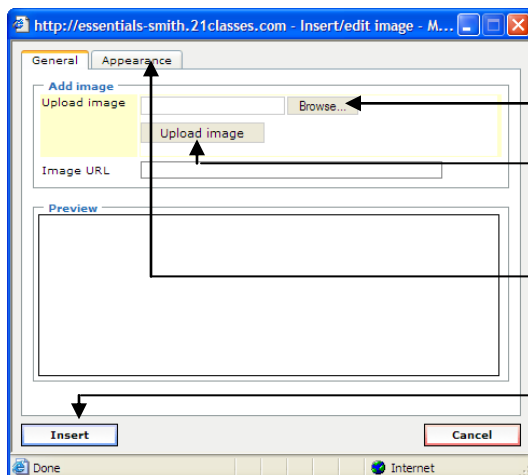 http://essentials-smith.21classes.com - Insert/edit image - M...
General Appearance
Add image
Upload image Browse...
Upload image
Image URL
Preview
Insert Cancel
Done Internet